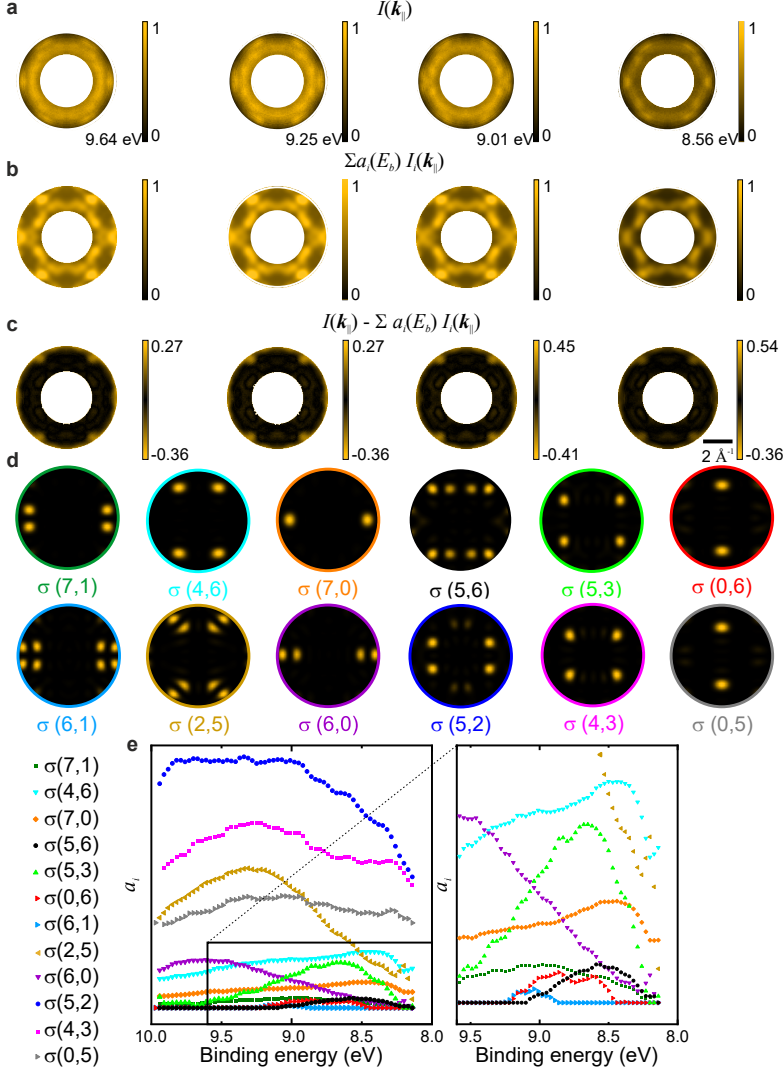 a
I(k∥)
1 1 1 1
0 0 0 0
9.64 eV 9.25 eV 9.01 eV 8.56 eV
b
Σai(Eb) Ii(k∥)
1 1 1 1
0 0 0 0
c
I(k∥) - Σ ai(Eb) Ii(k∥)
0.27 0.27 0.45 0.54
-0.36 -0.36 -0.41 -0.36
2 Å-1
d
σ (7,1) σ (4,6) σ (7,0) σ (5,6) σ (5,3) σ (0,6)
σ (6,1) σ (2,5) σ (6,0) σ (5,2) σ (4,3) σ (0,5)
e
σ(7,1)
σ(4,6)
σ(7,0)
σ(5,6)
σ(5,3)
σ(0,6)
σ(6,1)
σ(2,5)
σ(6,0)
σ(5,2)
σ(4,3)
σ(0,5)
ai
10.0 9.5 9.0 8.5 8.0
Binding energy (eV)
ai
9.5 9.0 8.5 8.0
Binding energy (eV)